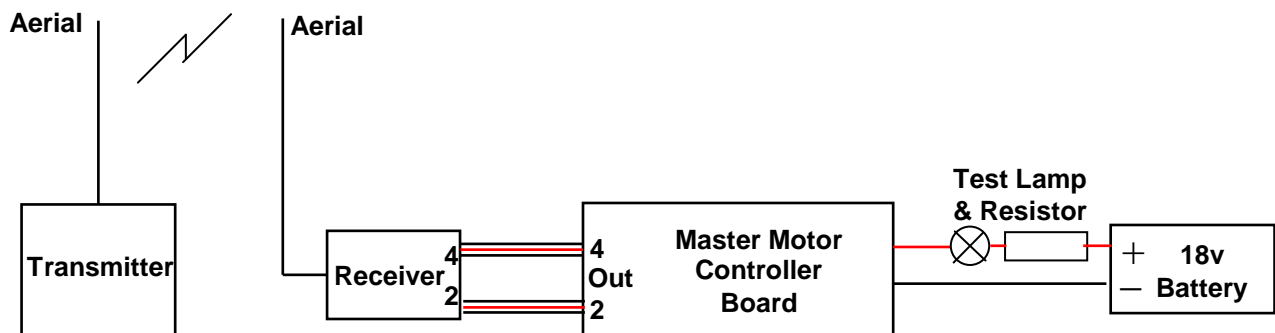 Aerial
Aerial
Test Lamp
& Resistor
Transmitter
Receiver
4
2
4
Out
2
Master Motor
Controller
Board
+ 18v
− Battery